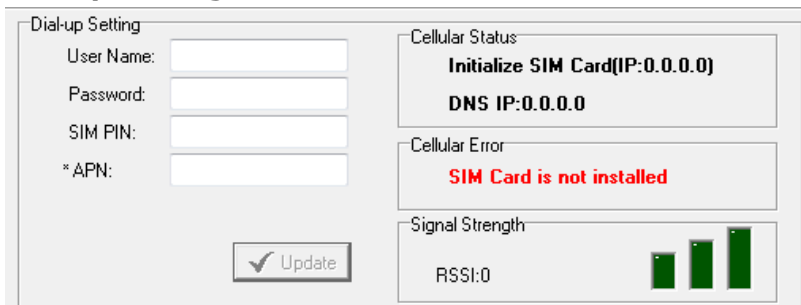 Dial-up Setting
User Name:
Password:
SIM PIN:
* APN:
Update
Cellular Status
Initialize SIM Card(IP:0.0.0.0)
DNS IP:0.0.0.0
Cellular Error
SIM Card is not installed
Signal Strength
RSSI:0